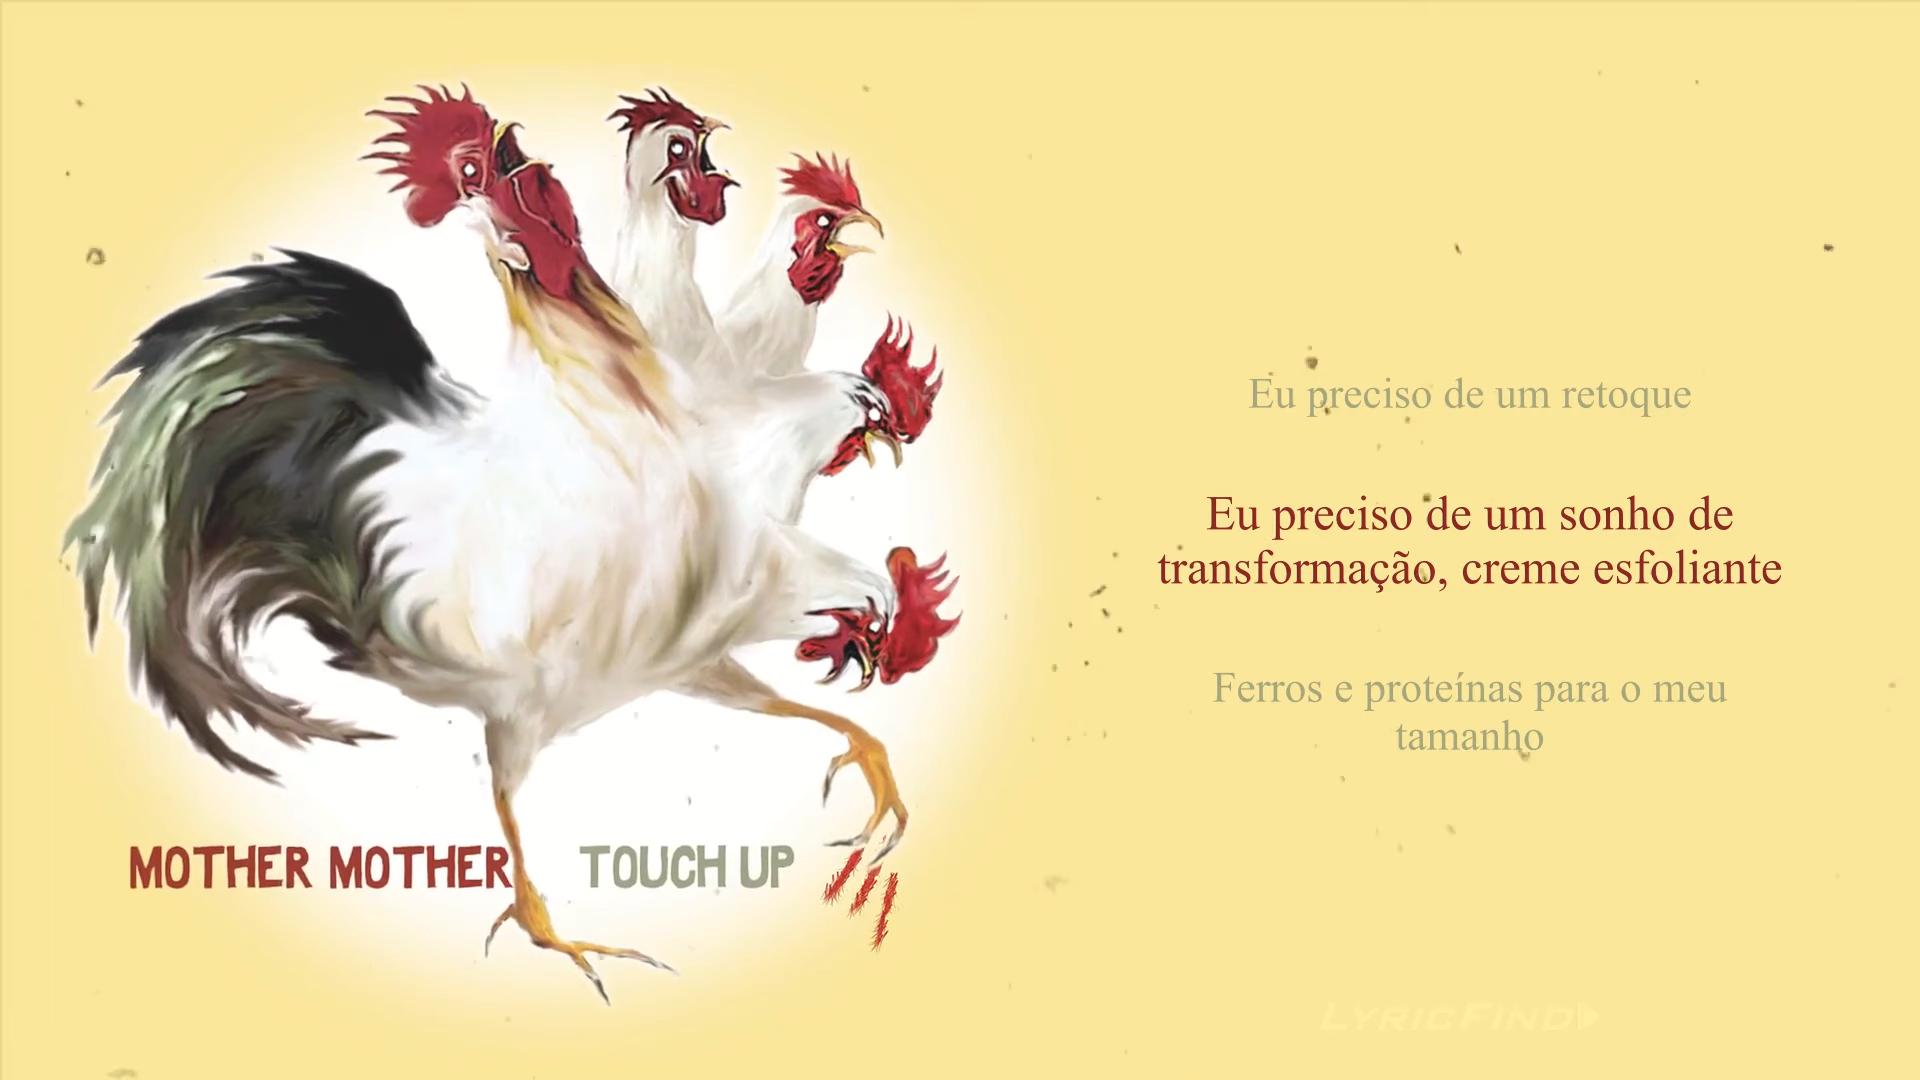 Eu preciso de um retoque
Eu preciso de um sonho de
transformação, creme esfoliante
Ferros e proteínas para o meu
tamanho
MOTHER MOTHER TOUCH UP
LYRICFIND